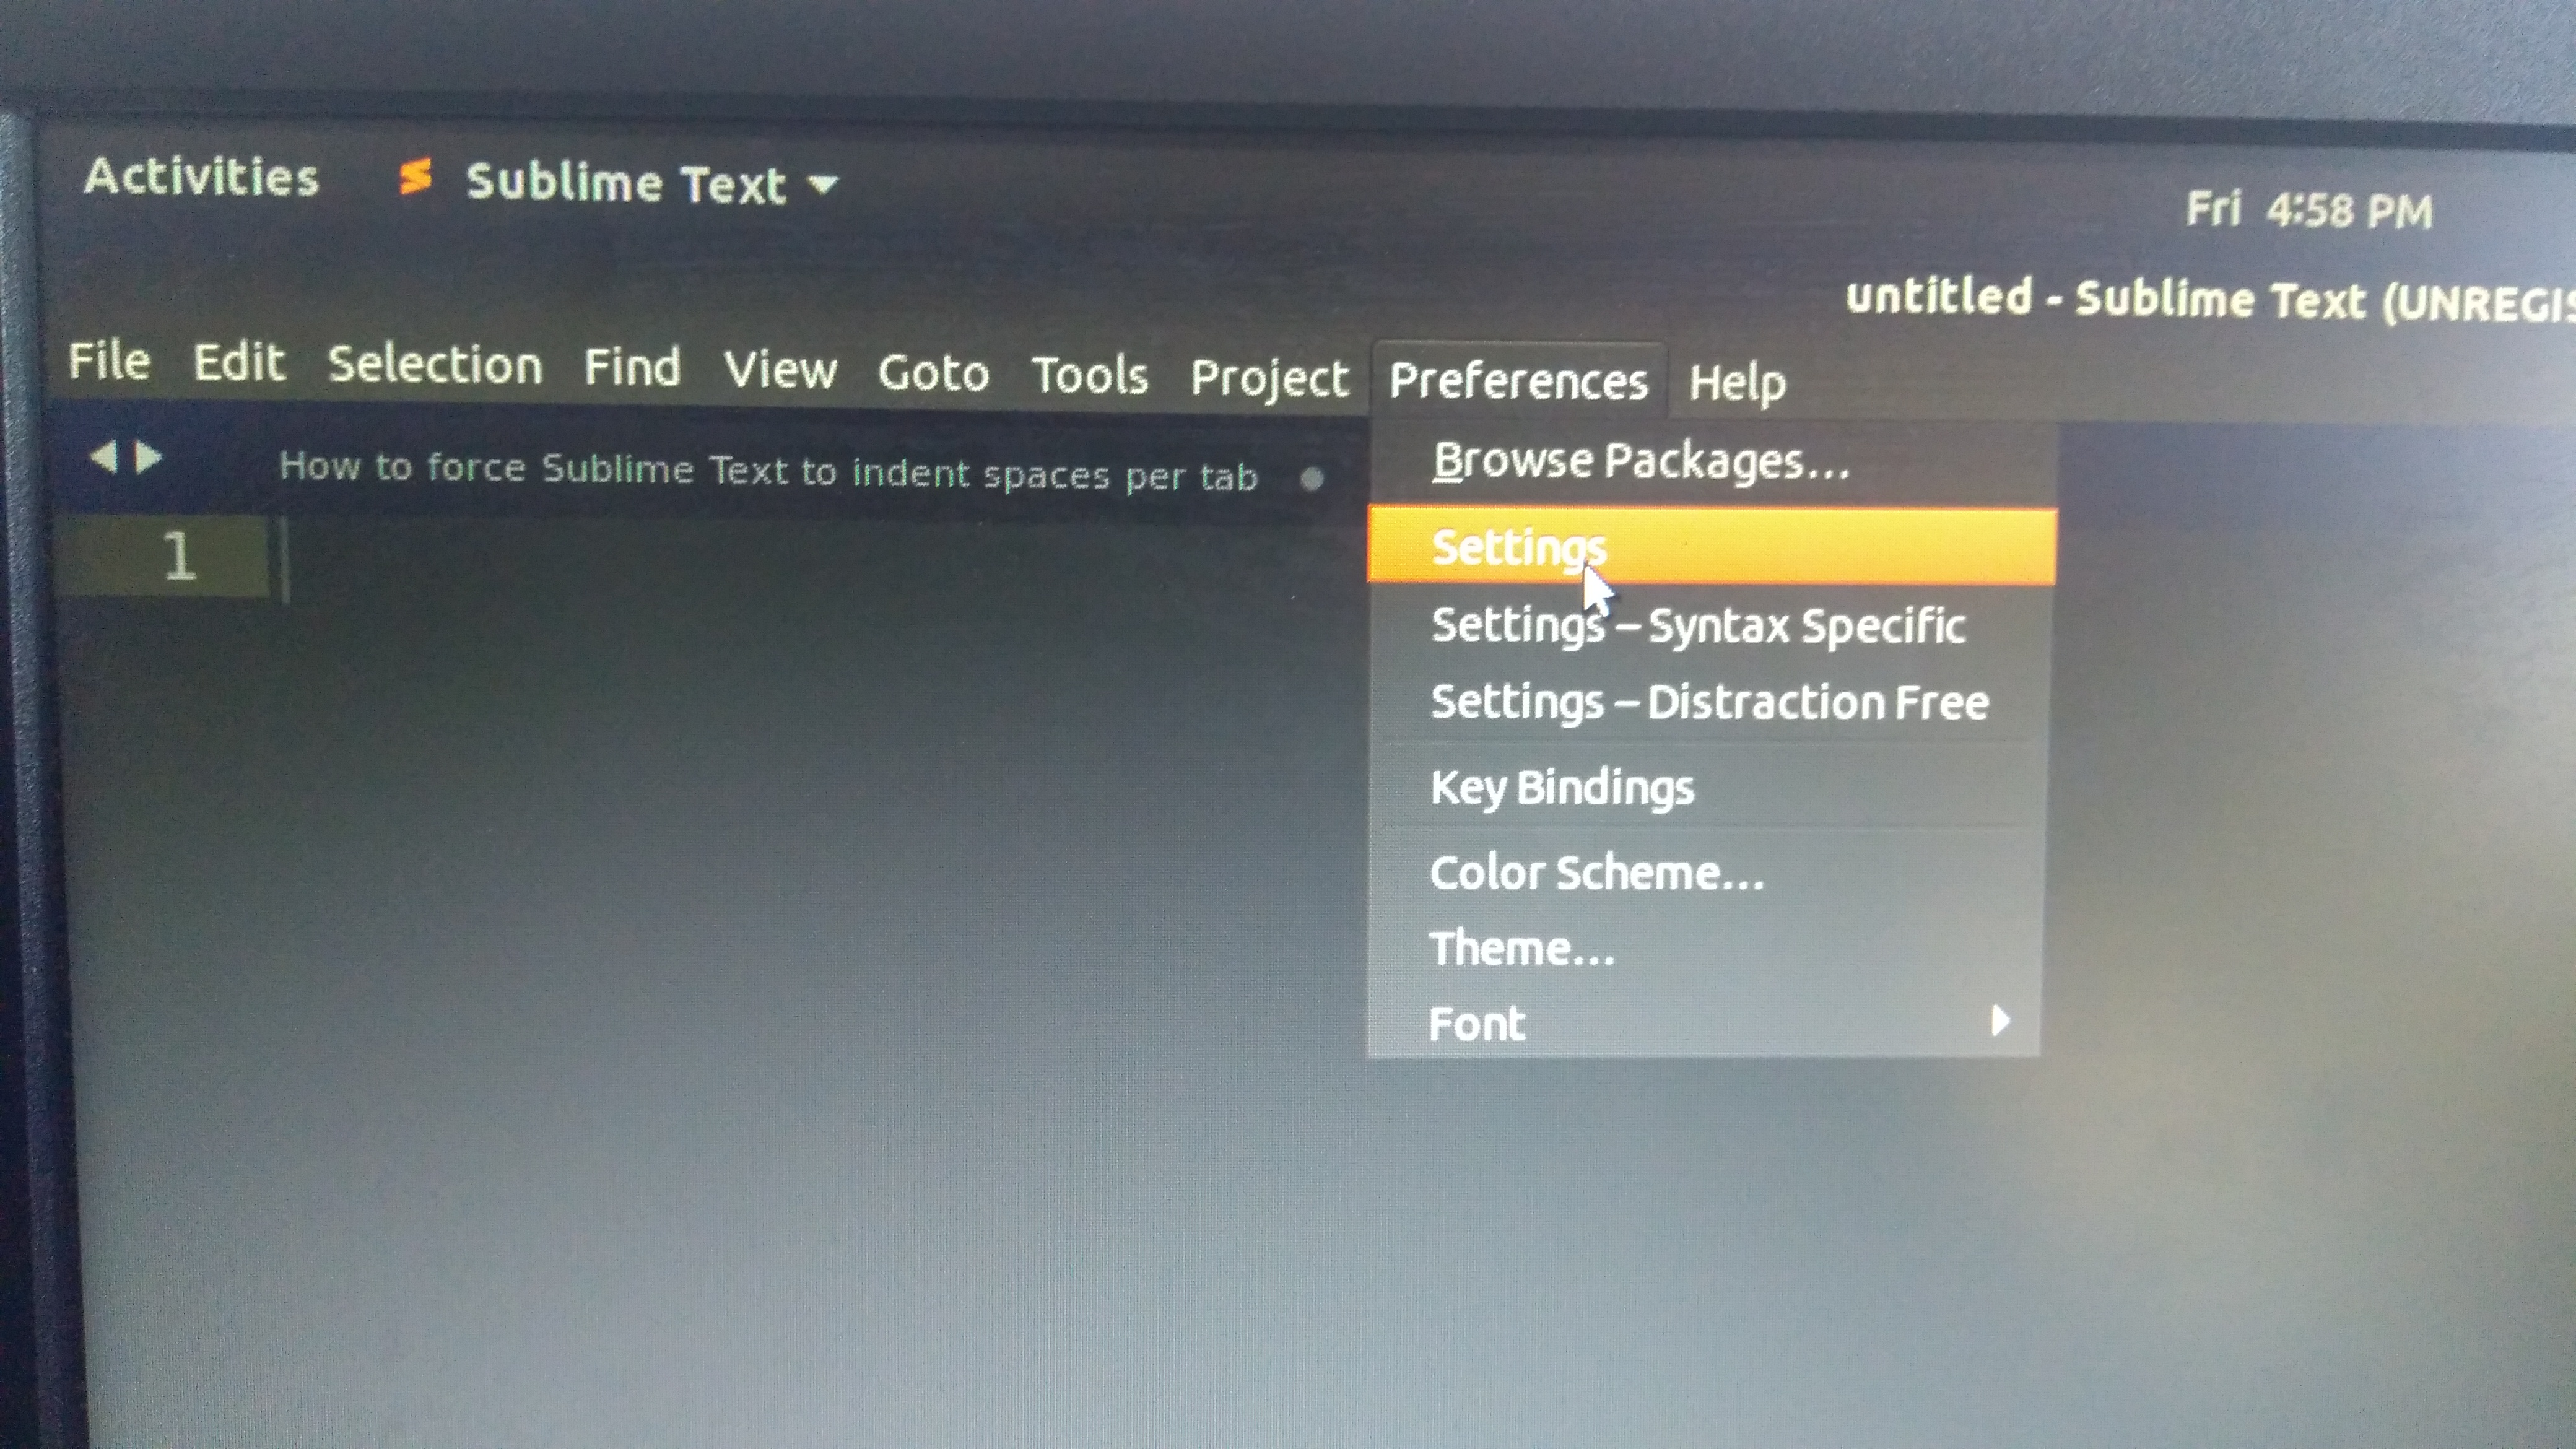 Activities Sublime Text
Fri 4:58 PM
untitled - Sublime Text (UNREGIS
File Edit Selection Find View Goto Tools Project Preferences Help
How to force Sublime Text to indent spaces per tab
1
Browse Packages...
Settings
Settings – Syntax Specific
Settings – Distraction Free
Key Bindings
Color Scheme...
Theme...
Font